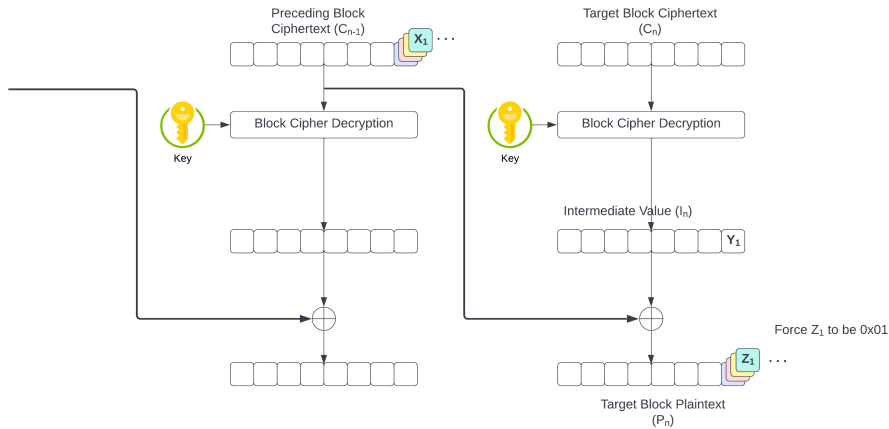 Preceding Block
Ciphertext (Cn-1)
X1 ...
Target Block Ciphertext
(Cn)
Block Cipher Decryption
Key
Block Cipher Decryption
Key
Intermediate Value (In)
Y1
Force Z1 to be 0x01
Z1 ...
Target Block Plaintext
(Pn)